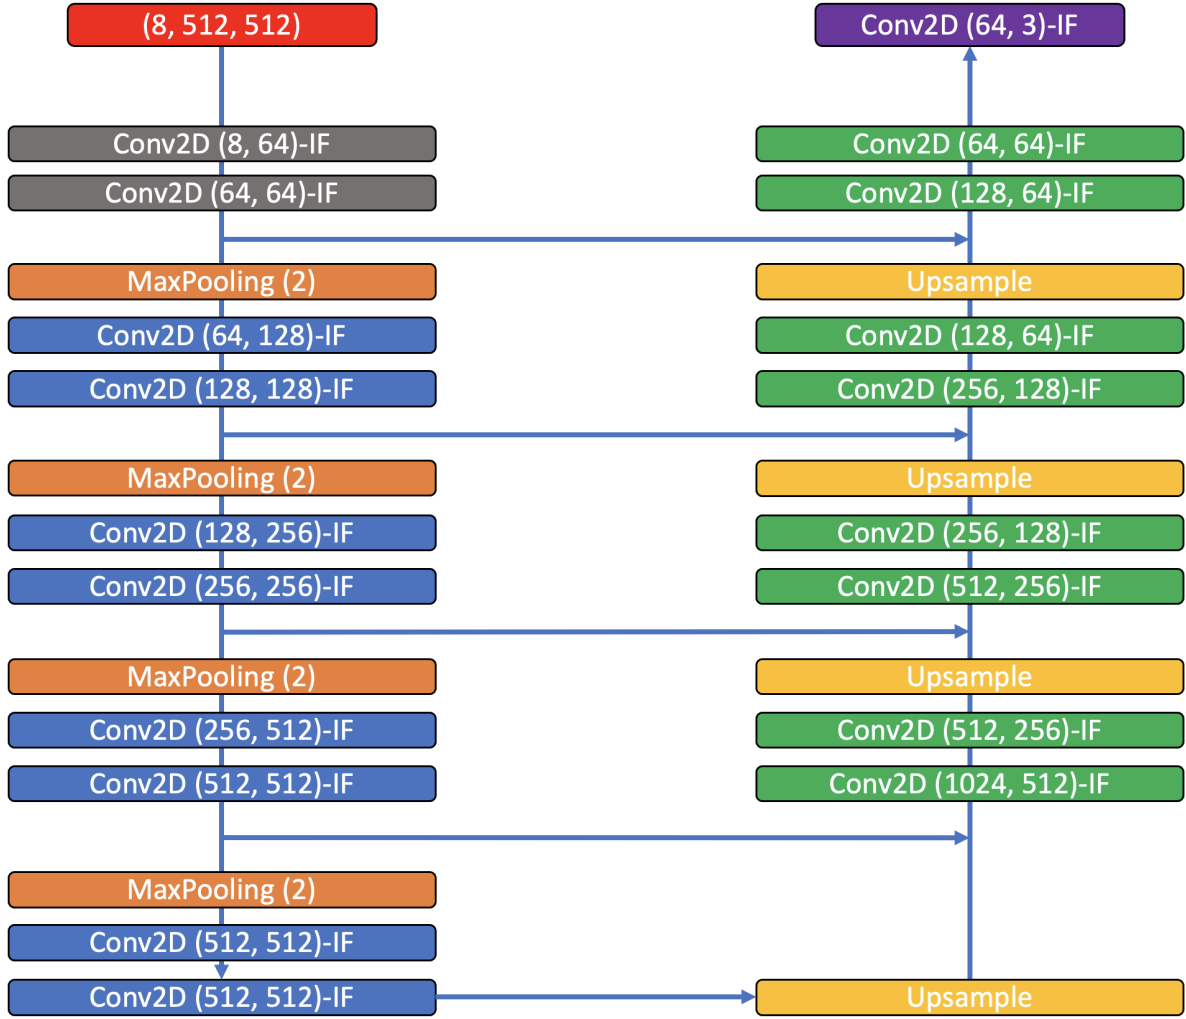 (8, 512, 512)
Conv2D (8, 64)-IF
Conv2D (64, 64)-IF
MaxPooling (2)
Conv2D (64, 128)-IF
Conv2D (128, 128)-IF
MaxPooling (2)
Conv2D (128, 256)-IF
Conv2D (256, 256)-IF
MaxPooling (2)
Conv2D (256, 512)-IF
Conv2D (512, 512)-IF
MaxPooling (2)
Conv2D (512, 512)-IF
Conv2D (512, 512)-IF
Conv2D (64, 3)-IF
Conv2D (64, 64)-IF
Conv2D (128, 64)-IF
Upsample
Conv2D (128, 64)-IF
Conv2D (256, 128)-IF
Upsample
Conv2D (256, 128)-IF
Conv2D (512, 256)-IF
Upsample
Conv2D (512, 256)-IF
Conv2D (1024, 512)-IF
Upsample